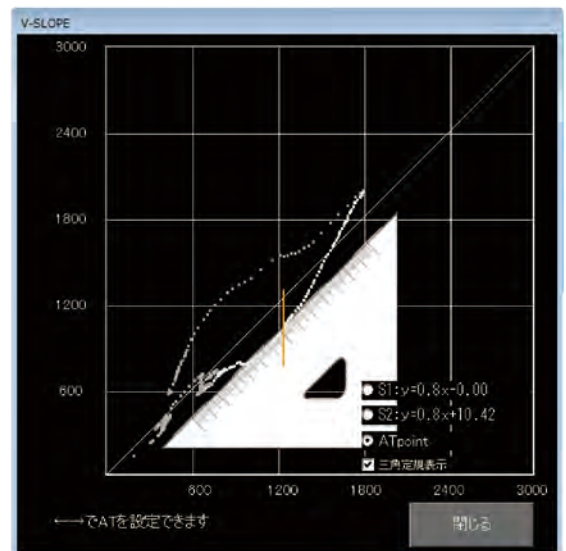 V-SLOPE
3000
2400
1800
1200
600
S1:y=0.8x-0.00
S2:y=0.8x+10.42
ATpoint
三角定規表示
600 1200 1800 2400 3000
←→でATを設定できます
閉じる